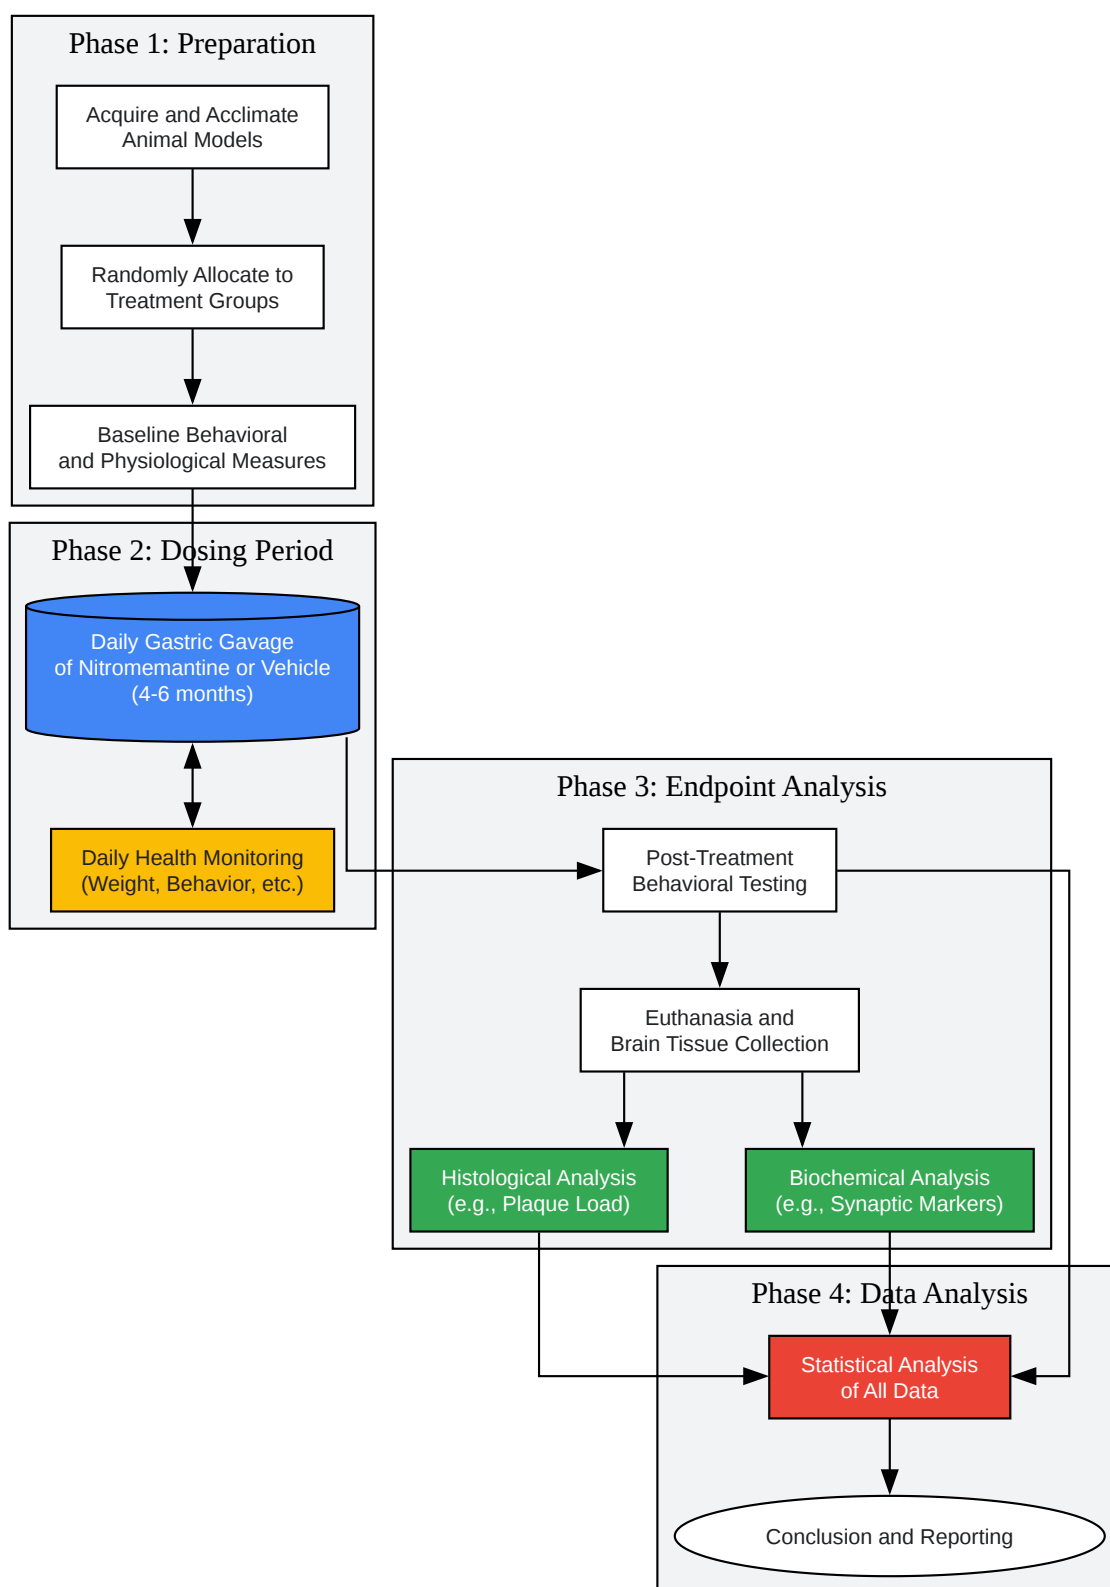 Phase 1: Preparation
Acquire and Acclimate
Animal Models
Randomly Allocate to
Treatment Groups
Baseline Behavioral
and Physiological Measures
Phase 2: Dosing Period
Daily Gastric Gavage
of Nitromemantine or Vehicle
(4-6 months)
Daily Health Monitoring
(Weight, Behavior, etc.)
Phase 3: Endpoint Analysis
Post-Treatment
Behavioral Testing
Euthanasia and
Brain Tissue Collection
Histological Analysis
(e.g., Plaque Load)
Biochemical Analysis
(e.g., Synaptic Markers)
Phase 4: Data Analysis
Statistical Analysis
of All Data
Conclusion and Reporting